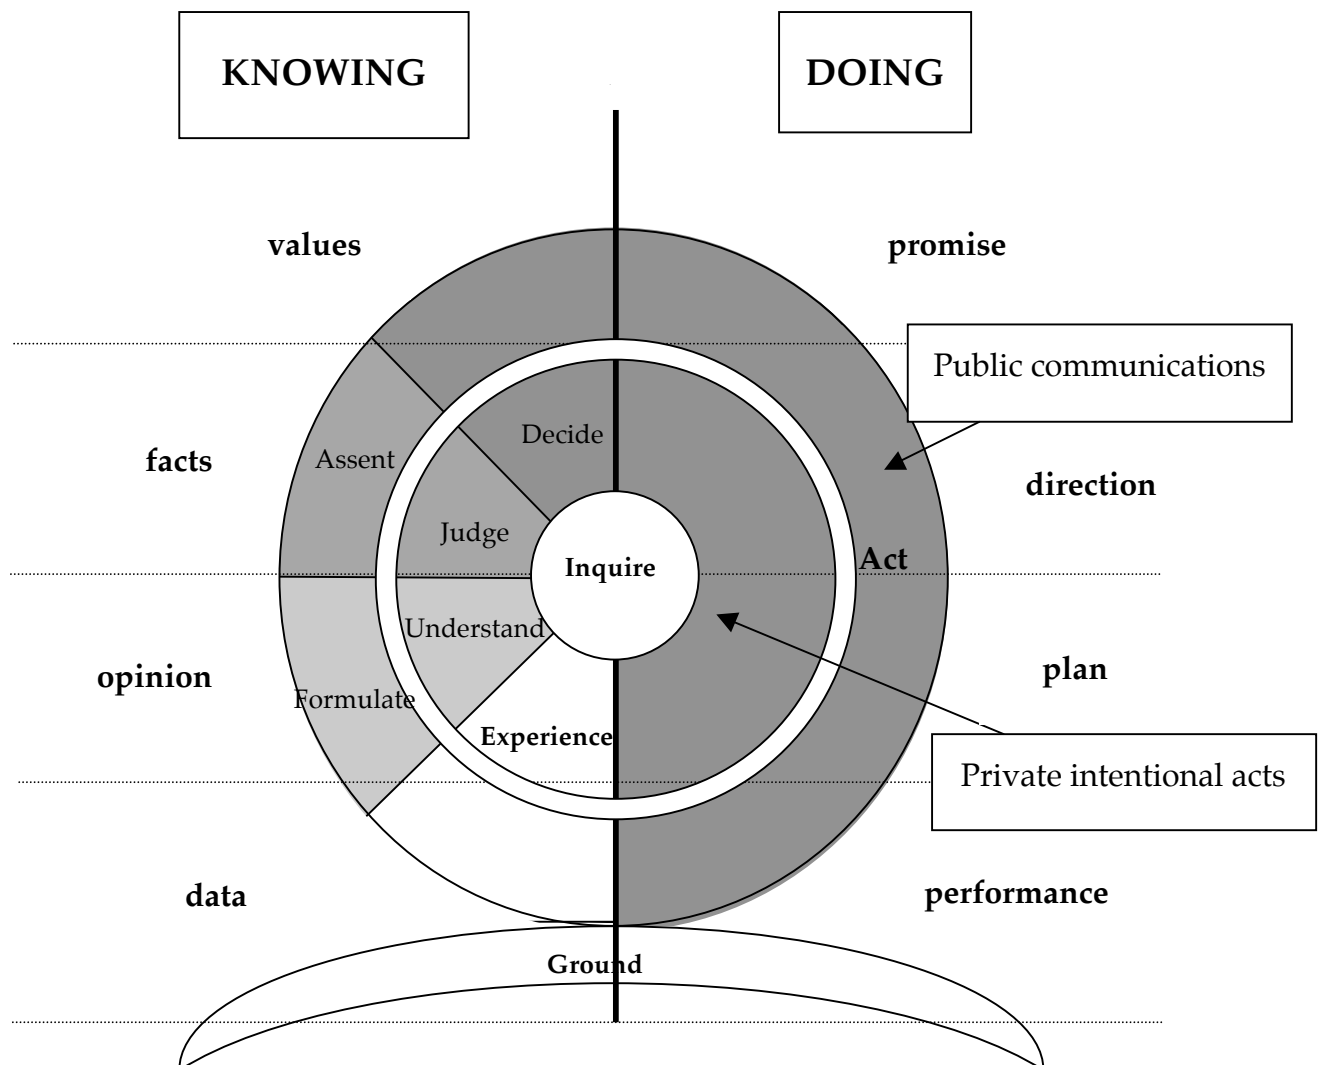 KNOWING
DOING
values
promise
Public communications
Decide
facts
Assent
direction
Judge
Inquire
Act
Understand
opinion
plan
Formulate
Experience
Private intentional acts
data
performance
Ground